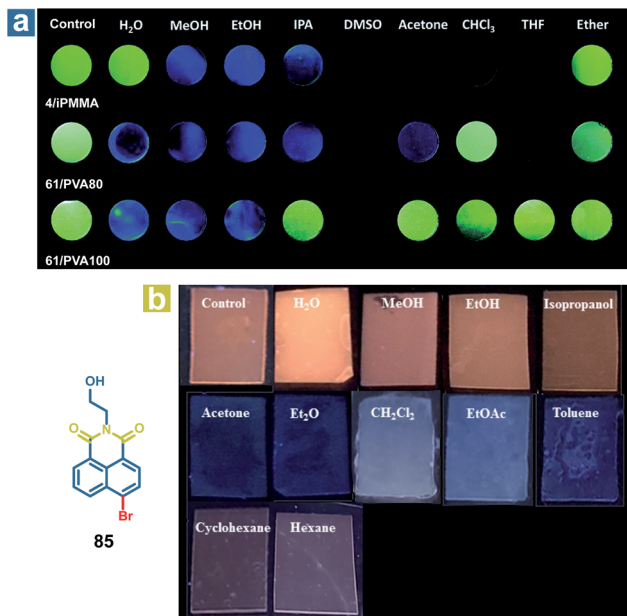 a
Control H₂O MeOH EtOH IPA DMSO Acetone CHCl₃ THF Ether
4/iPMMA
61/PVA80
61/PVA100
b
Control H₂O MeOH EtOH Isopropanol
Acetone Et₂O CH₂Cl₂ EtOAc Toluene
Cyclohexane Hexane
OH
O N O
Br
85